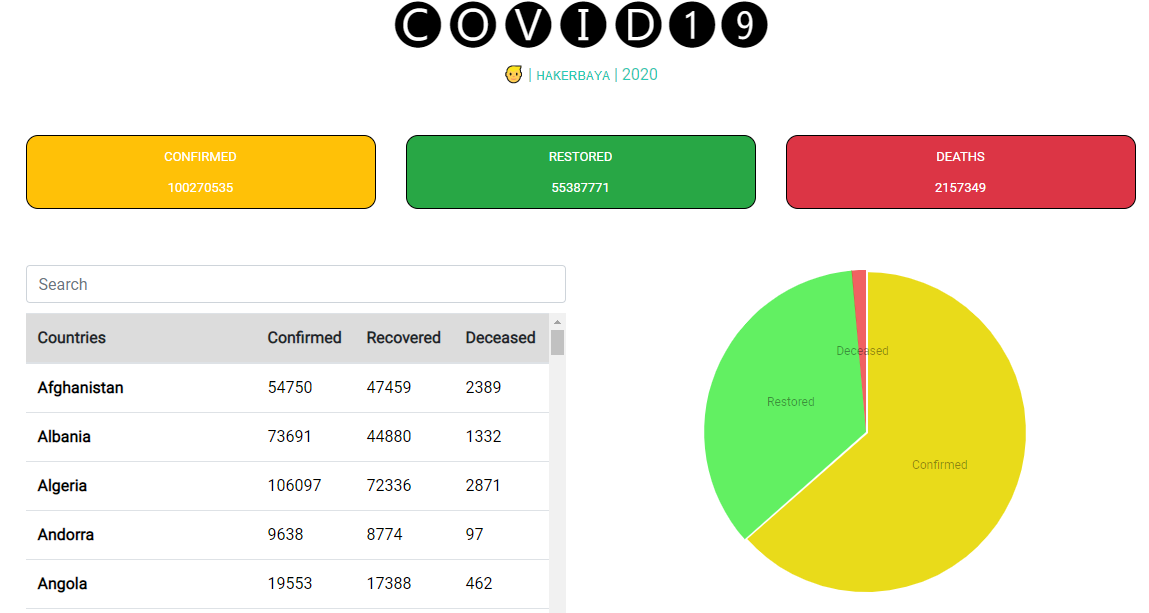 COVID19
| HAKERBAYA | 2020
CONFIRMED
100270535
RESTORED
55387771
DEATHS
2157349
Search
Countries Confirmed Recovered Deceased
Afghanistan 54750 47459 2389
Albania 73691 44880 1332
Algeria 106097 72336 2871
Andorra 9638 8774 97
Angola 19553 17388 462
Deceased
Restored
Confirmed